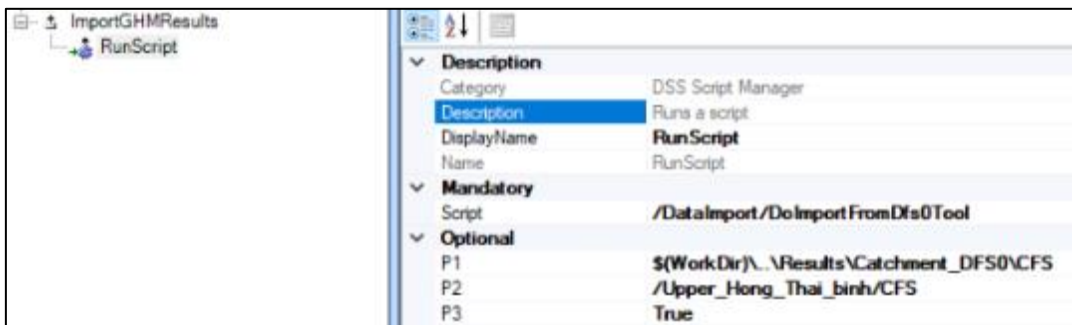 ImportGHMResults
RunScript
Description
Category DSS Script Manager
Description Runs a script
DisplayName RunScript
Name RunScript
Mandatory
Script /DataImport/DoImportFromDfs0Tool
Optional
P1 $(WorkDir)\..\Results\Catchment_DFS0\CFS
P2 /Upper_Hong_Thai_binh/CFS
P3 True